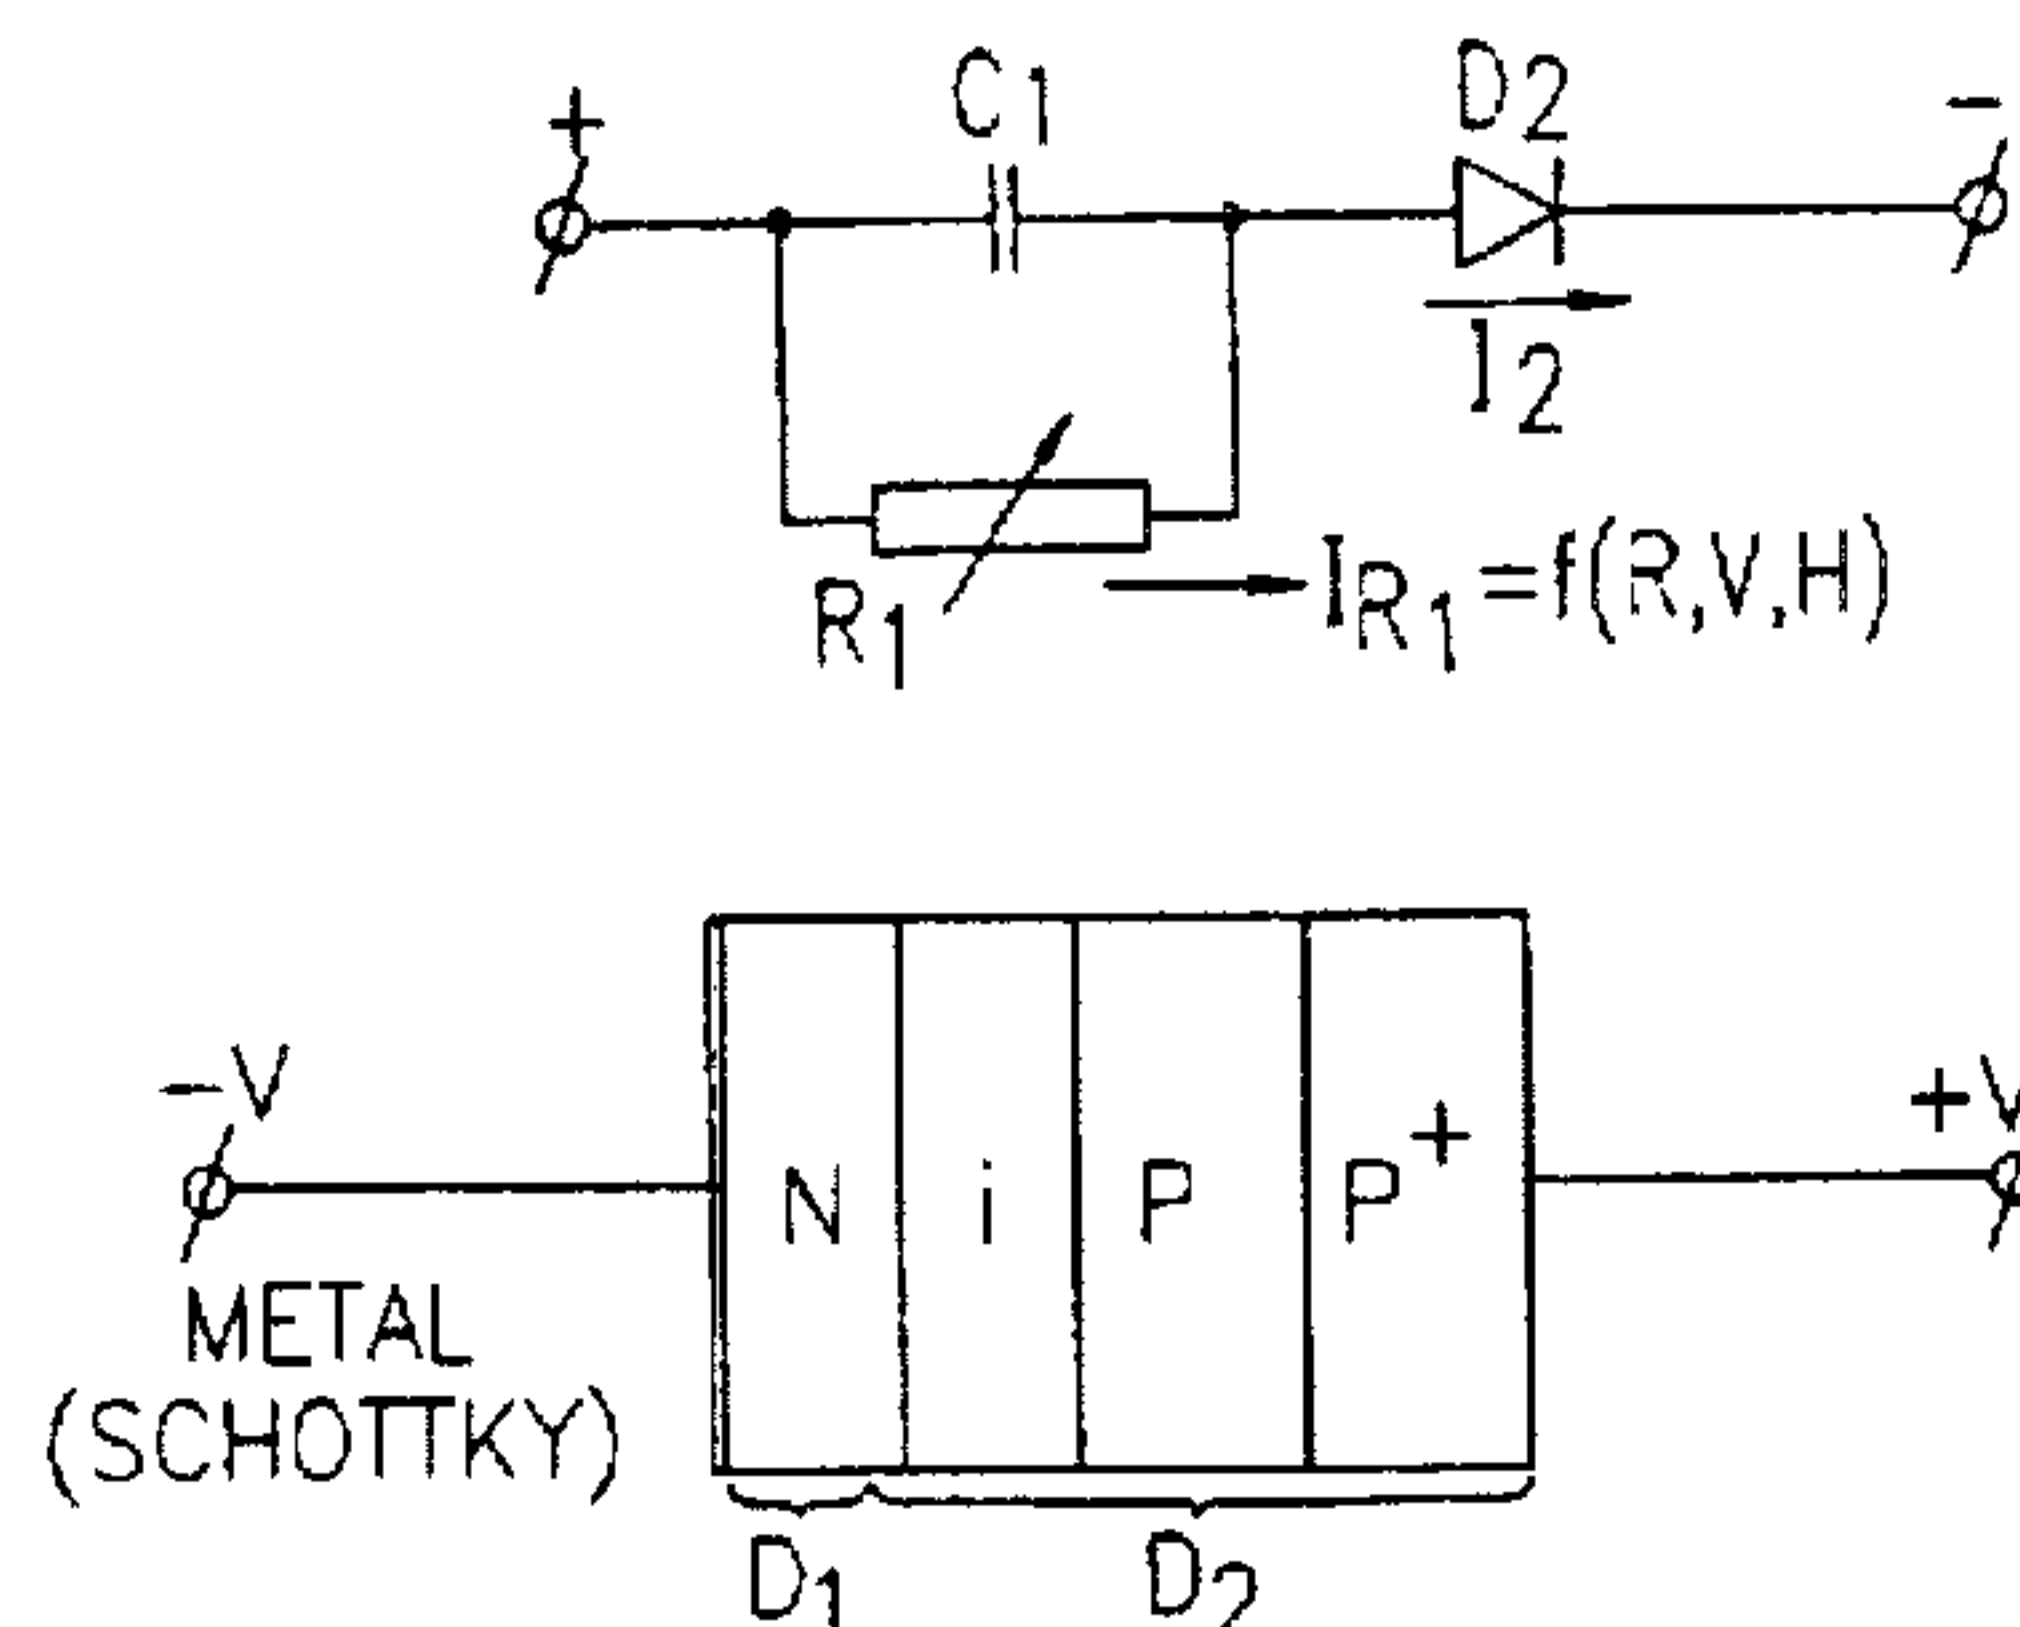 + C1 D2 -
I2
R1 IR1=f(R,V,H)
-V +V
N i P P+
METAL
(SCHOTTKY)
D1 D2